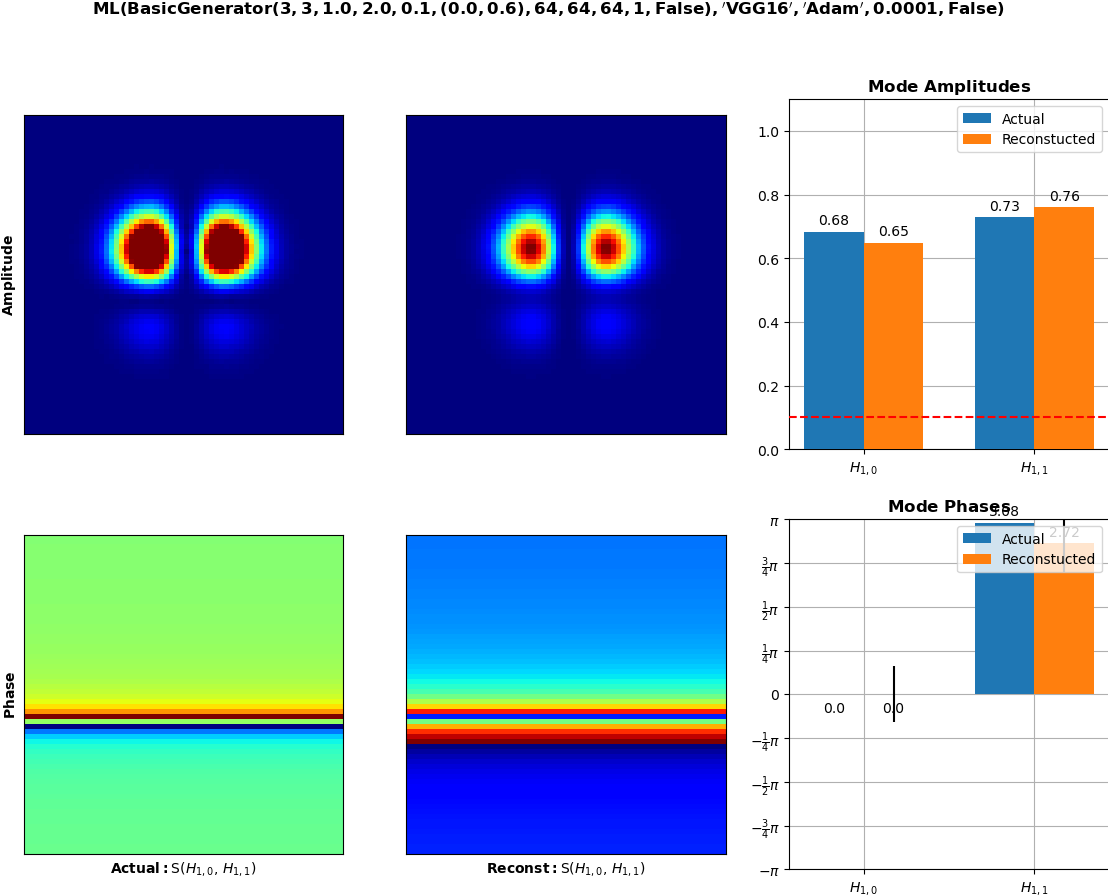 ML(BasicGenerator(3, 3, 1.0, 2.0, 0.1, (0.0, 0.6), 64, 64, 64, 1, False), ′VGG16′, ′Adam′, 0.0001, False)
Amplitude
Mode Amplitudes
Actual
Reconstucted
1.0
0.8
0.6
0.4
0.2
0.0
0.68
0.65
0.73
0.76
H1,0
H1,1
Phase
Actual: S(H1,0, H1,1)
Reconst: S(H1,0, H1,1)
Mode Phases
3.08
2.72
Actual
Reconstucted
π
3/4π
1/2π
1/4π
0
−1/4π
−1/2π
−3/4π
−π
0.0
0.0
H1,0
H1,1